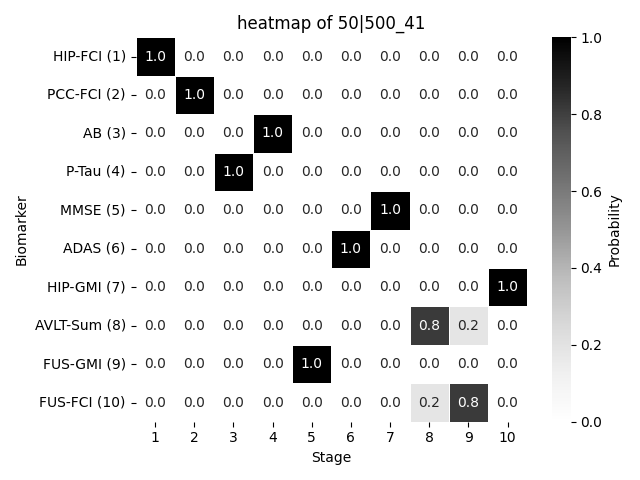 heatmap of 50|500_41
HIP-FCI (1) 1.0 0.0 0.0 0.0 0.0 0.0 0.0 0.0 0.0 0.0
PCC-FCI (2) 0.0 1.0 0.0 0.0 0.0 0.0 0.0 0.0 0.0 0.0
AB (3) 0.0 0.0 0.0 1.0 0.0 0.0 0.0 0.0 0.0 0.0
P-Tau (4) 0.0 0.0 1.0 0.0 0.0 0.0 0.0 0.0 0.0 0.0
MMSE (5) 0.0 0.0 0.0 0.0 0.0 0.0 1.0 0.0 0.0 0.0
ADAS (6) 0.0 0.0 0.0 0.0 0.0 1.0 0.0 0.0 0.0 0.0
HIP-GMI (7) 0.0 0.0 0.0 0.0 0.0 0.0 0.0 0.0 0.0 1.0
AVLT-Sum (8) 0.0 0.0 0.0 0.0 0.0 0.0 0.0 0.8 0.2 0.0
FUS-GMI (9) 0.0 0.0 0.0 0.0 1.0 0.0 0.0 0.0 0.0 0.0
FUS-FCI (10) 0.0 0.0 0.0 0.0 0.0 0.0 0.0 0.2 0.8 0.0
1 2 3 4 5 6 7 8 9 10
Stage
Biomarker
1.0
0.8
0.6
0.4
0.2
0.0
Probability